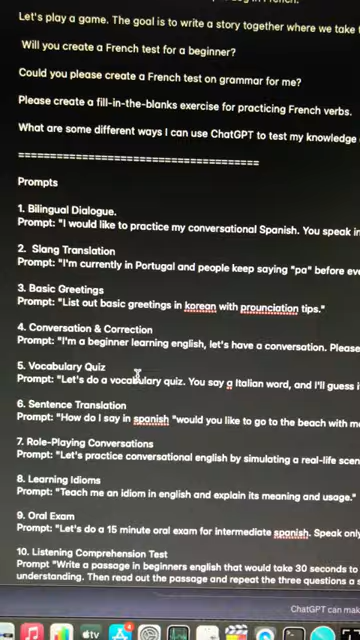 Let's play a game. The goal is to write a story together where we take
Will you create a French test for a beginner?
Could you please create a French test on grammar for me?
Please create a fill-in-the-blanks exercise for practicing French verbs.
What are some different ways I can use ChatGPT to test my knowledge
======================================
Prompts
1. Bilingual Dialogue.
Prompt: "I would like to practice my conversational Spanish. You speak in
2. Slang Translation
Prompt: "I'm currently in Portugal and people keep saying "pa" before
3. Basic Greetings
Prompt: "List out basic greetings in korean with prounciation tips."
4. Conversation & Correction
Prompt: "I'm a beginner learning english, let's have a conversation. Please
5. Vocabulary Quiz
Prompt: "Let's do a vocabulary quiz. You say a Italian word, and I'll guess
6. Sentence Translation
Prompt: "How do I say in spanish "would you like to go to the beach with
7. Role-Playing Conversations
Prompt: "Let's practice conversational english by simulating a real-life
8. Learning Idioms
Prompt: "Teach me an idiom in english and explain its meaning and usage."
9. Oral Exam
Prompt: "Let's do a 15 minute oral exam for intermediate spanish. Speak only
10. Listening Comprehension Test
Prompt "Write a passage in beginners english that would take 30 seconds to
understanding. Then read out the passage and repeat the three questions a
ChatGPT can
tv